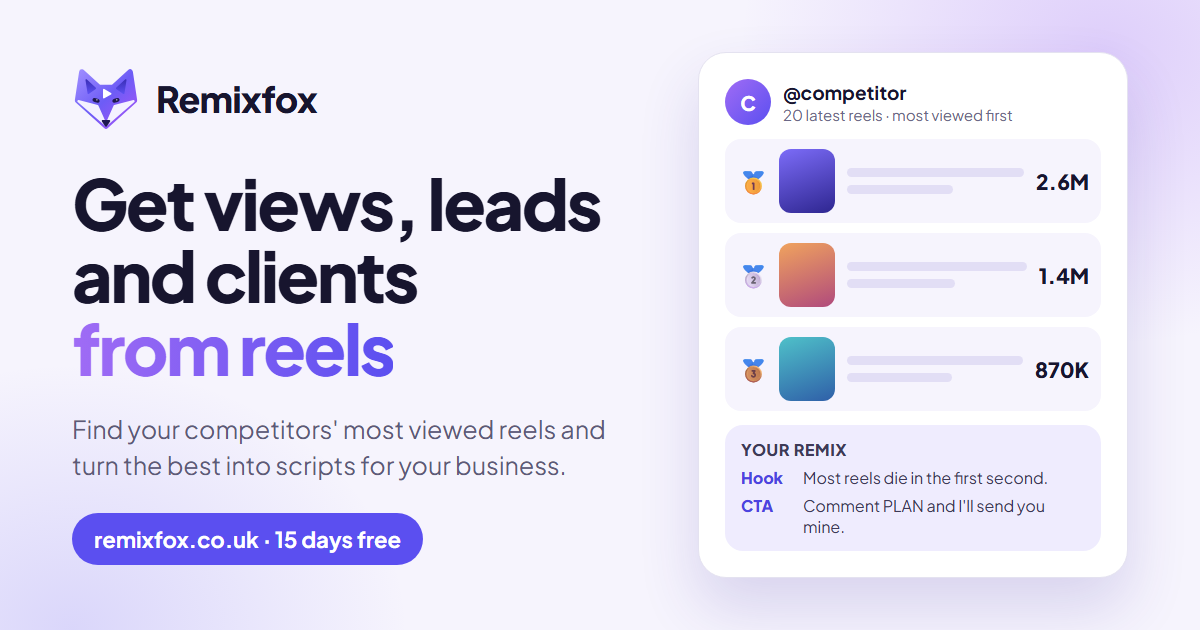 Remixfox
Get views, leads
and clients
from reels
Find your competitors' most viewed reels and
turn the best into scripts for your business.
remixfox.co.uk · 15 days free
C
@competitor
20 latest reels · most viewed first
1
2.6M
2
1.4M
3
870K
YOUR REMIX
Hook Most reels die in the first second.
CTA Comment PLAN and I'll send you
mine.